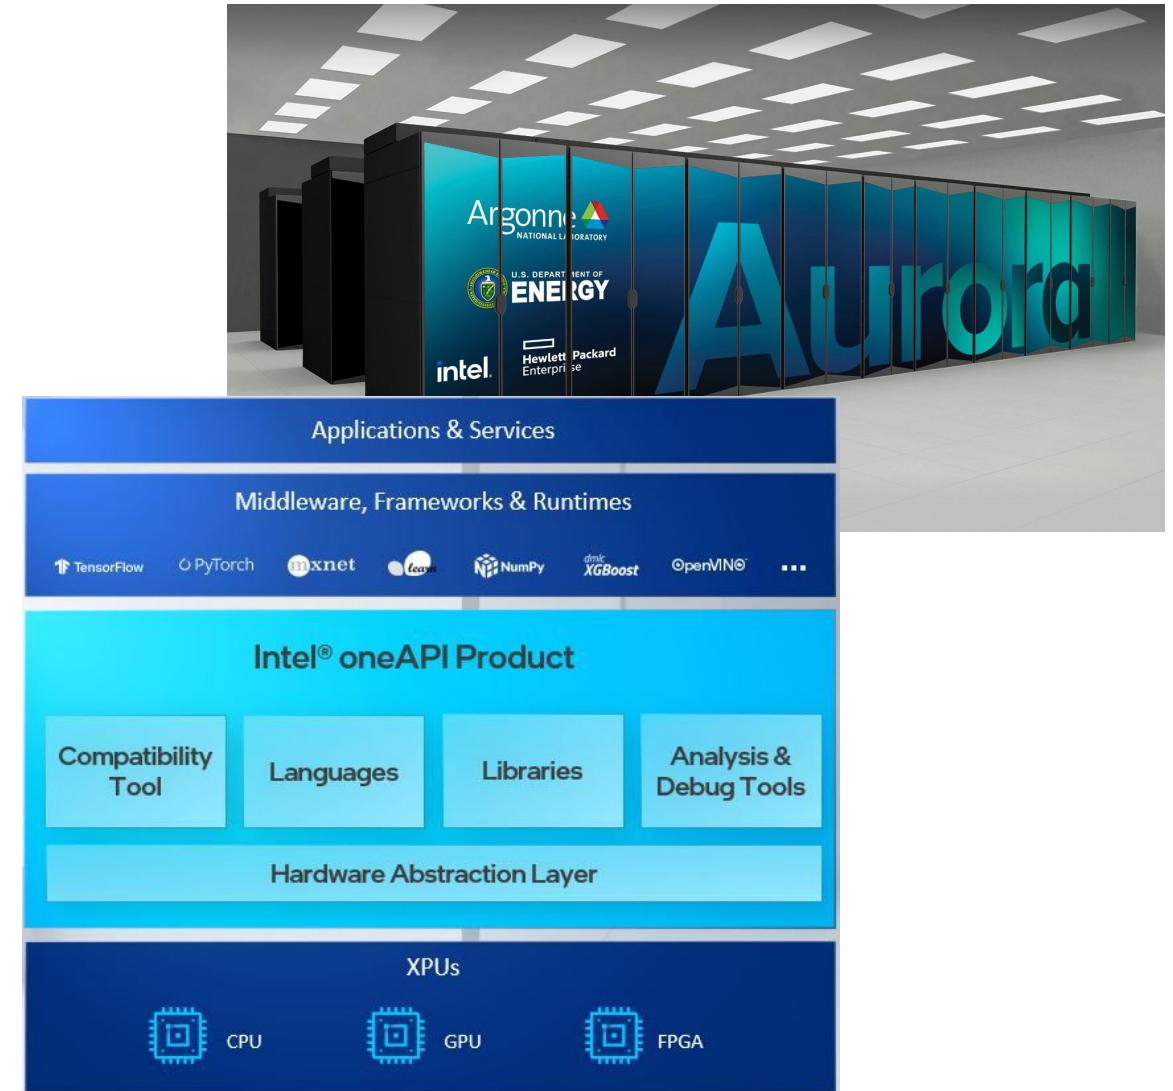 Argonne
NATIONAL LABORATORY
U.S. DEPARTMENT OF
ENERGY
intel.
Hewlett Packard
Enterprise
Aurora
Applications & Services
Middleware, Frameworks & Runtimes
TensorFlow
PyTorch
mxnet
learn
NumPy
dmlc
XGBoost
OpenVINO
...
Intel® oneAPI Product
Compatibility
Tool
Languages
Libraries
Analysis &
Debug Tools
Hardware Abstraction Layer
XPUs
CPU
GPU
FPGA